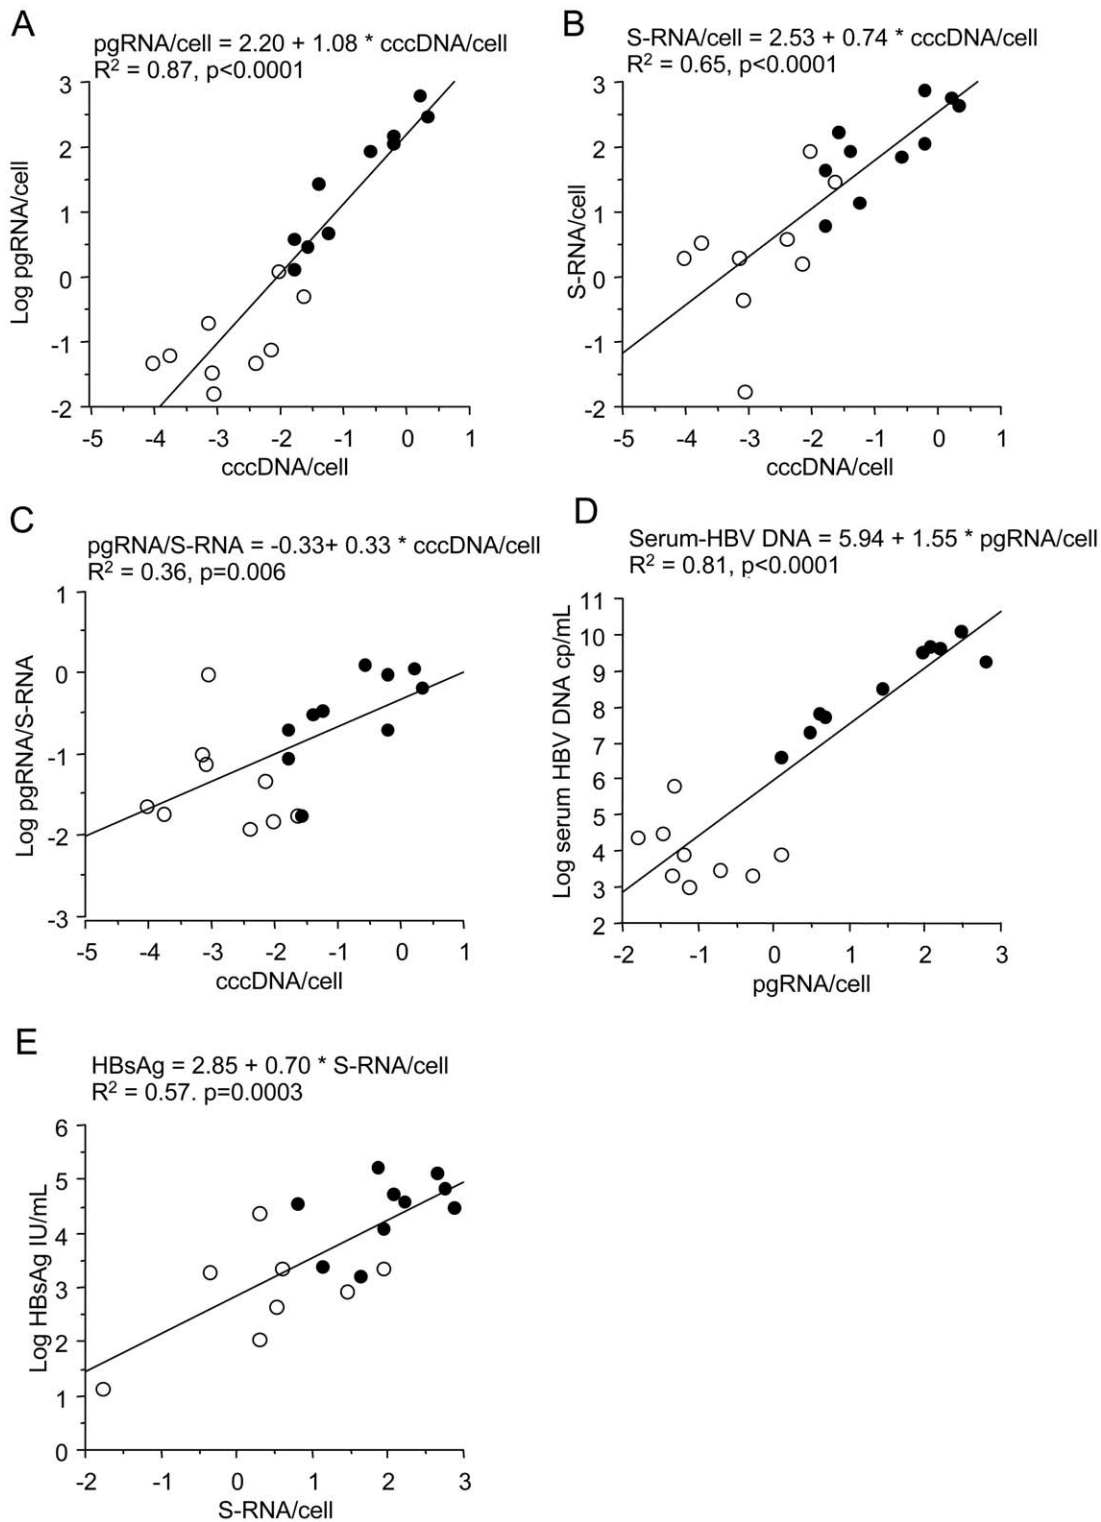 A
pgRNA/cell = 2.20 + 1.08 * cccDNA/cell
R² = 0.87, p<0.0001
3
2
1
0
-1
-2
Log pgRNA/cell
-5 -4 -3 -2 -1 0 1
cccDNA/cell
B
S-RNA/cell = 2.53 + 0.74 * cccDNA/cell
R² = 0.65, p<0.0001
3
2
1
0
-1
-2
S-RNA/cell
-5 -4 -3 -2 -1 0 1
cccDNA/cell
C
pgRNA/S-RNA = -0.33+ 0.33 * cccDNA/cell
R² = 0.36, p=0.006
1
0
-1
-2
-3
Log pgRNA/S-RNA
-5 -4 -3 -2 -1 0 1
cccDNA/cell
D
Serum-HBV DNA = 5.94 + 1.55 * pgRNA/cell
R² = 0.81, p<0.0001
11
10
9
8
7
6
5
4
3
2
Log serum HBV DNA cp/mL
-2 -1 0 1 2 3
pgRNA/cell
E
HBsAg = 2.85 + 0.70 * S-RNA/cell
R² = 0.57. p=0.0003
6
5
4
3
2
1
0
Log HBsAg IU/mL
-2 -1 0 1 2 3
S-RNA/cell